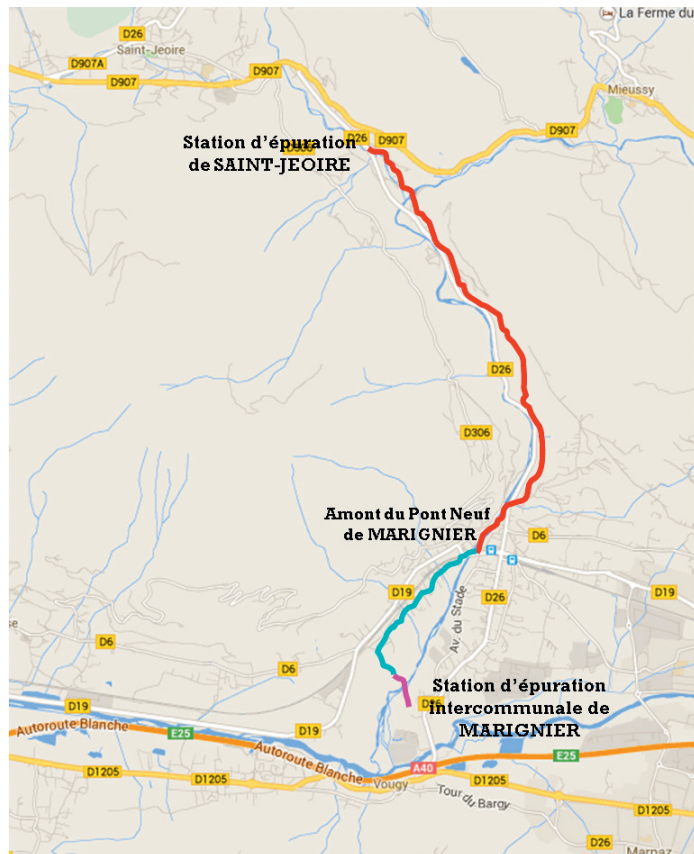 La Ferme du
D26
Saint-Jeoire
D907A
D907
D907
Mieussy
D907
D26
D907
Station d'épuration
de SAINT-JEOIRE
D26
D306
Amont du Pont Neuf
de MARIGNIER
D6
D19
D19
D26
Av. du Stade
D6
D6
Station d'épuration
intercommunale de
MARIGNIER
D19
D19
Autoroute Blanche
E25
Autoroute Blanche
E25
A40
D1205
D1205
Vougy
D1205
Tour du Bargy
D1205
D26
Marnaz